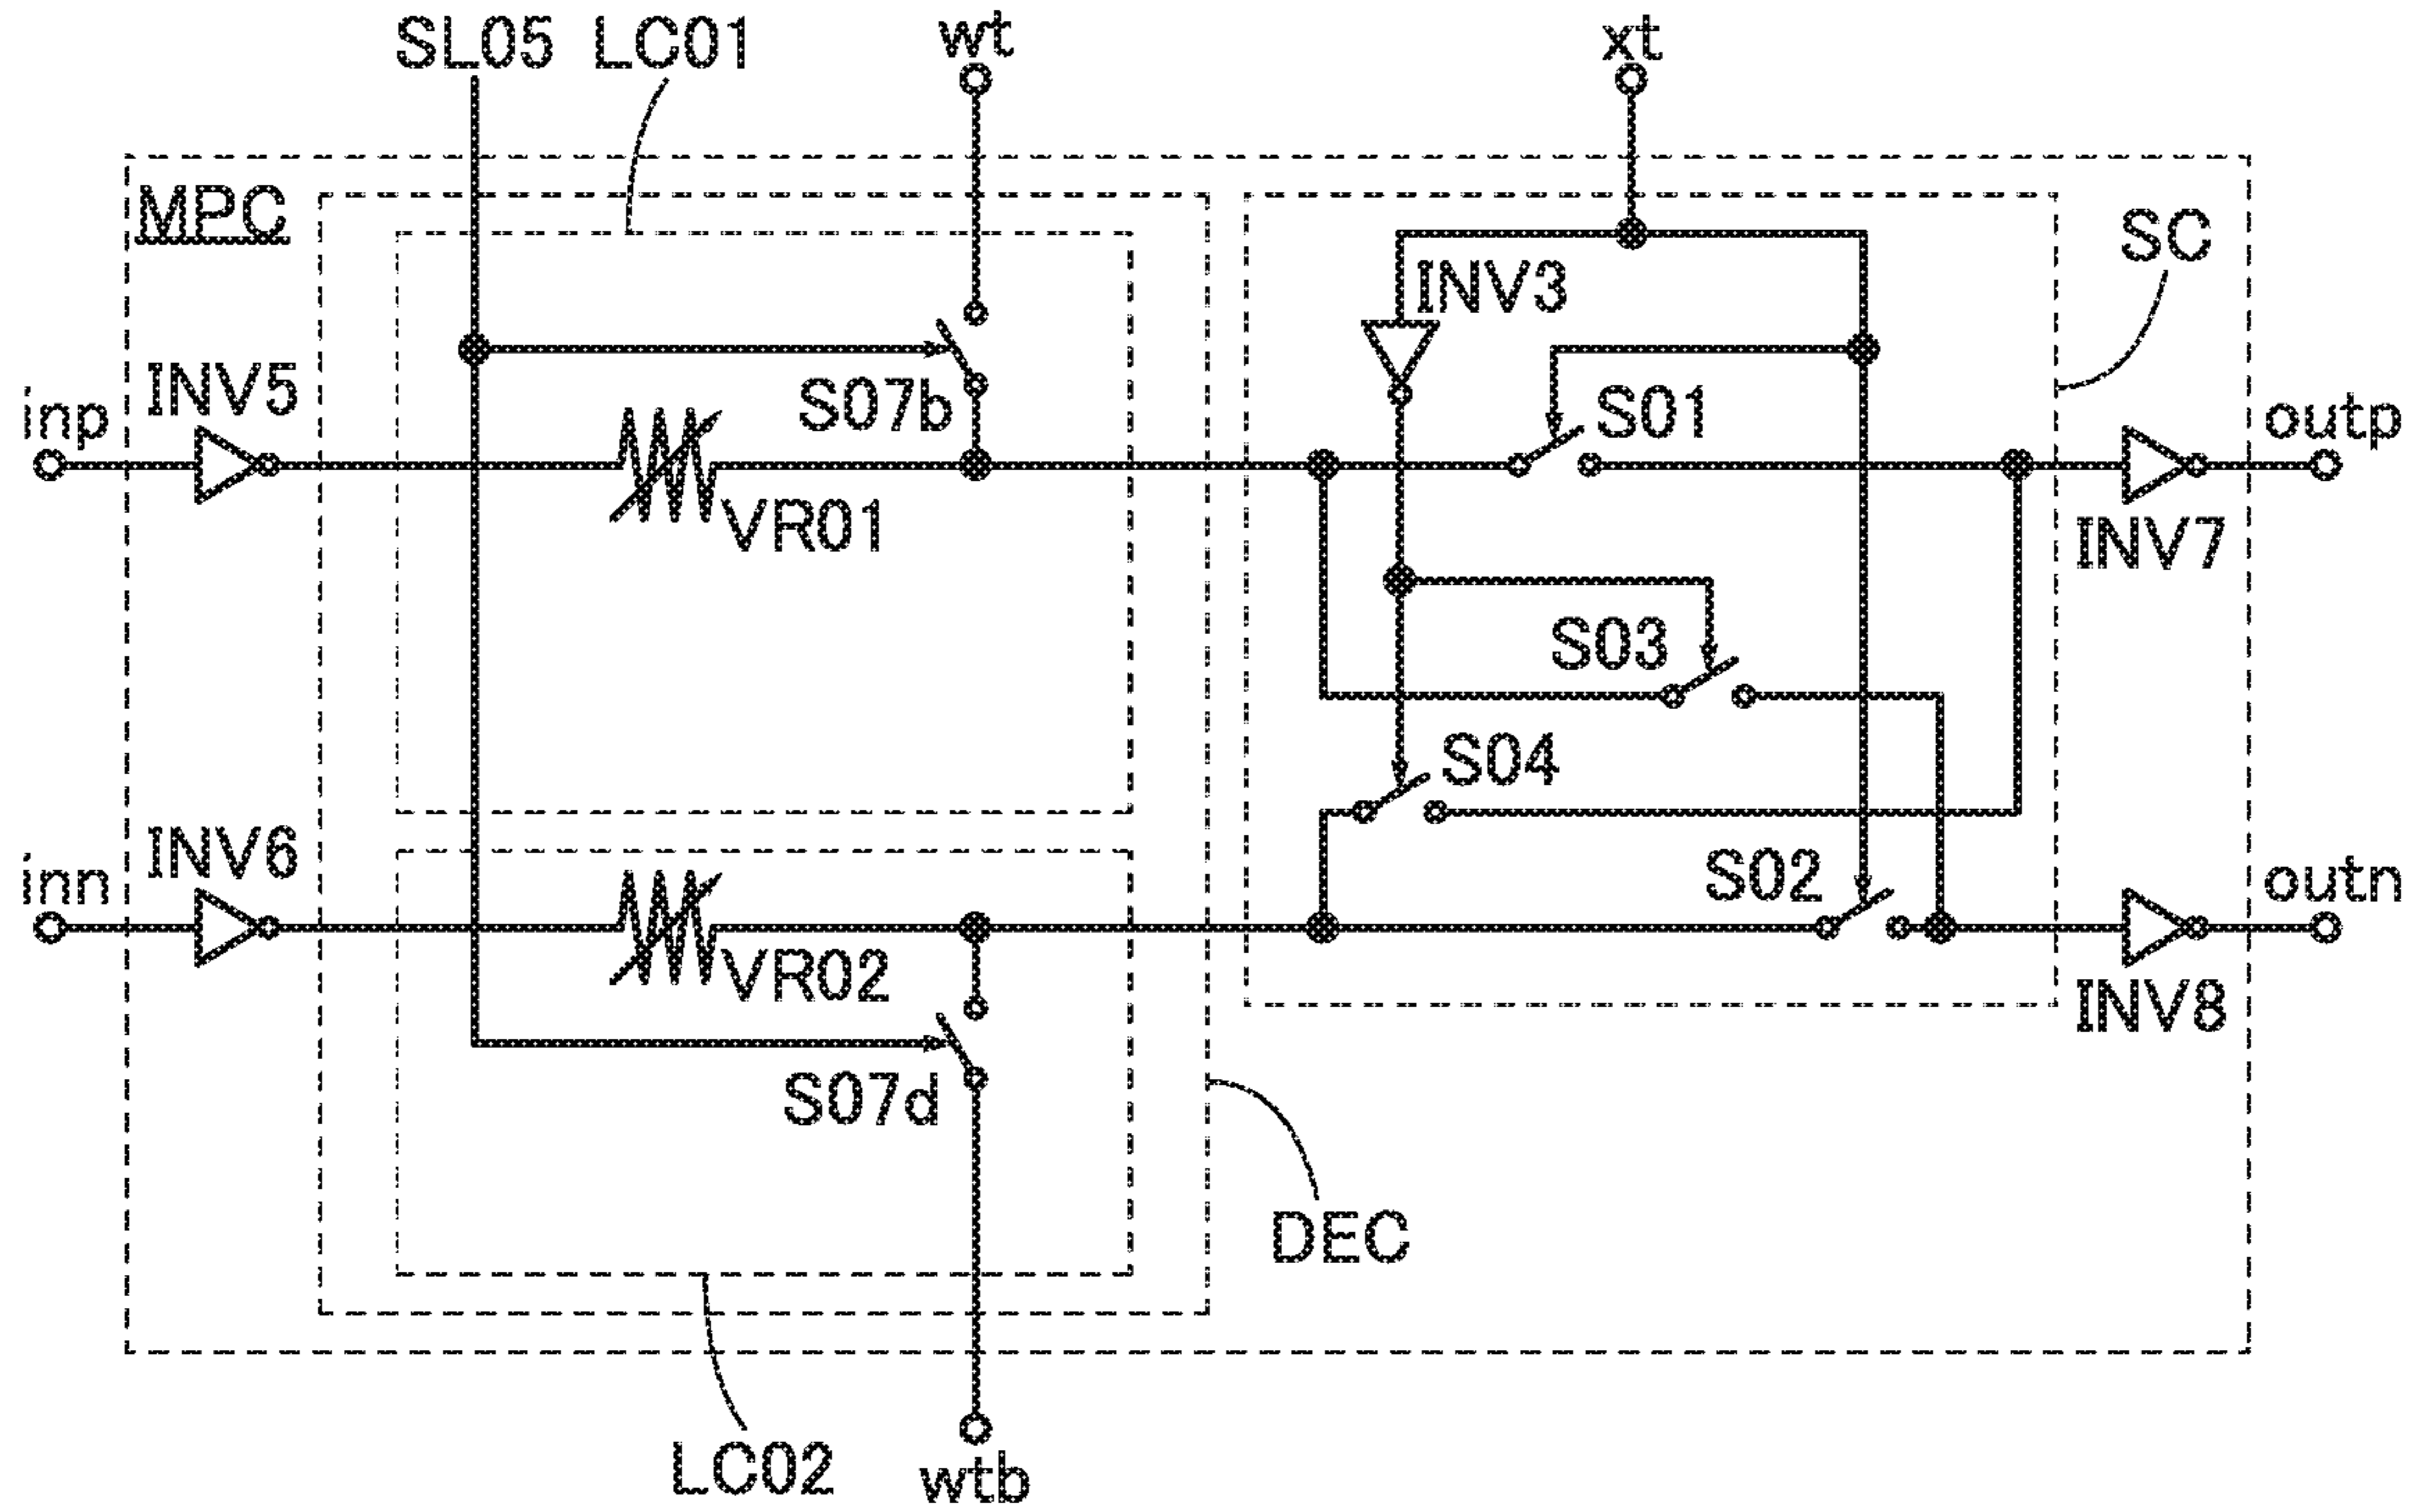 SL05 LC01 wt xt
MPC
SC
INV3
INV5
inp
S07b
S01
outp
VR01
INV7
S03
S04
INV6
inn
S02
outn
VR02
INV8
S07d
DEC
LC02
wtb